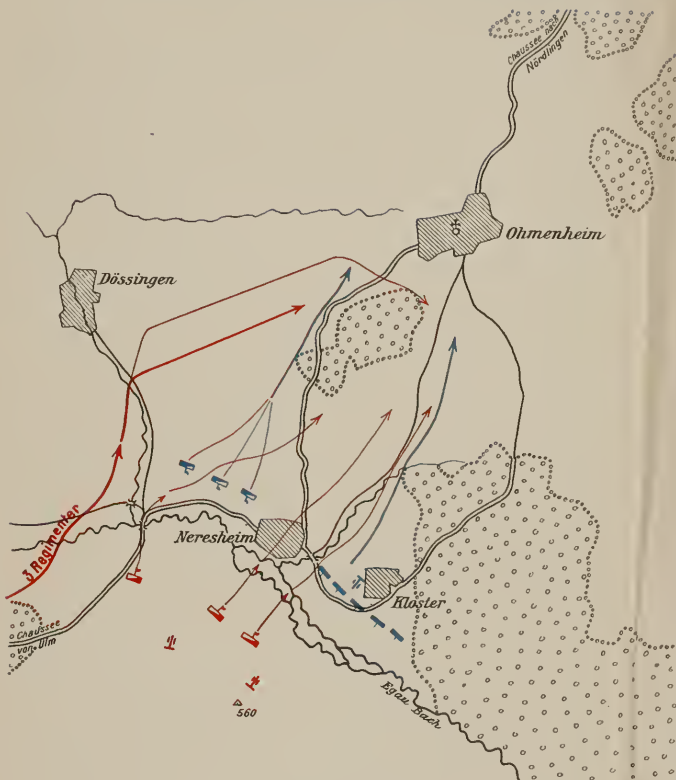 Chaussee nach
Nördlingen
Ohmenheim
Dössingen
3 Regimenter
Neresheim
Kloster
Chaussee
von Ulm
Egau Bach
560